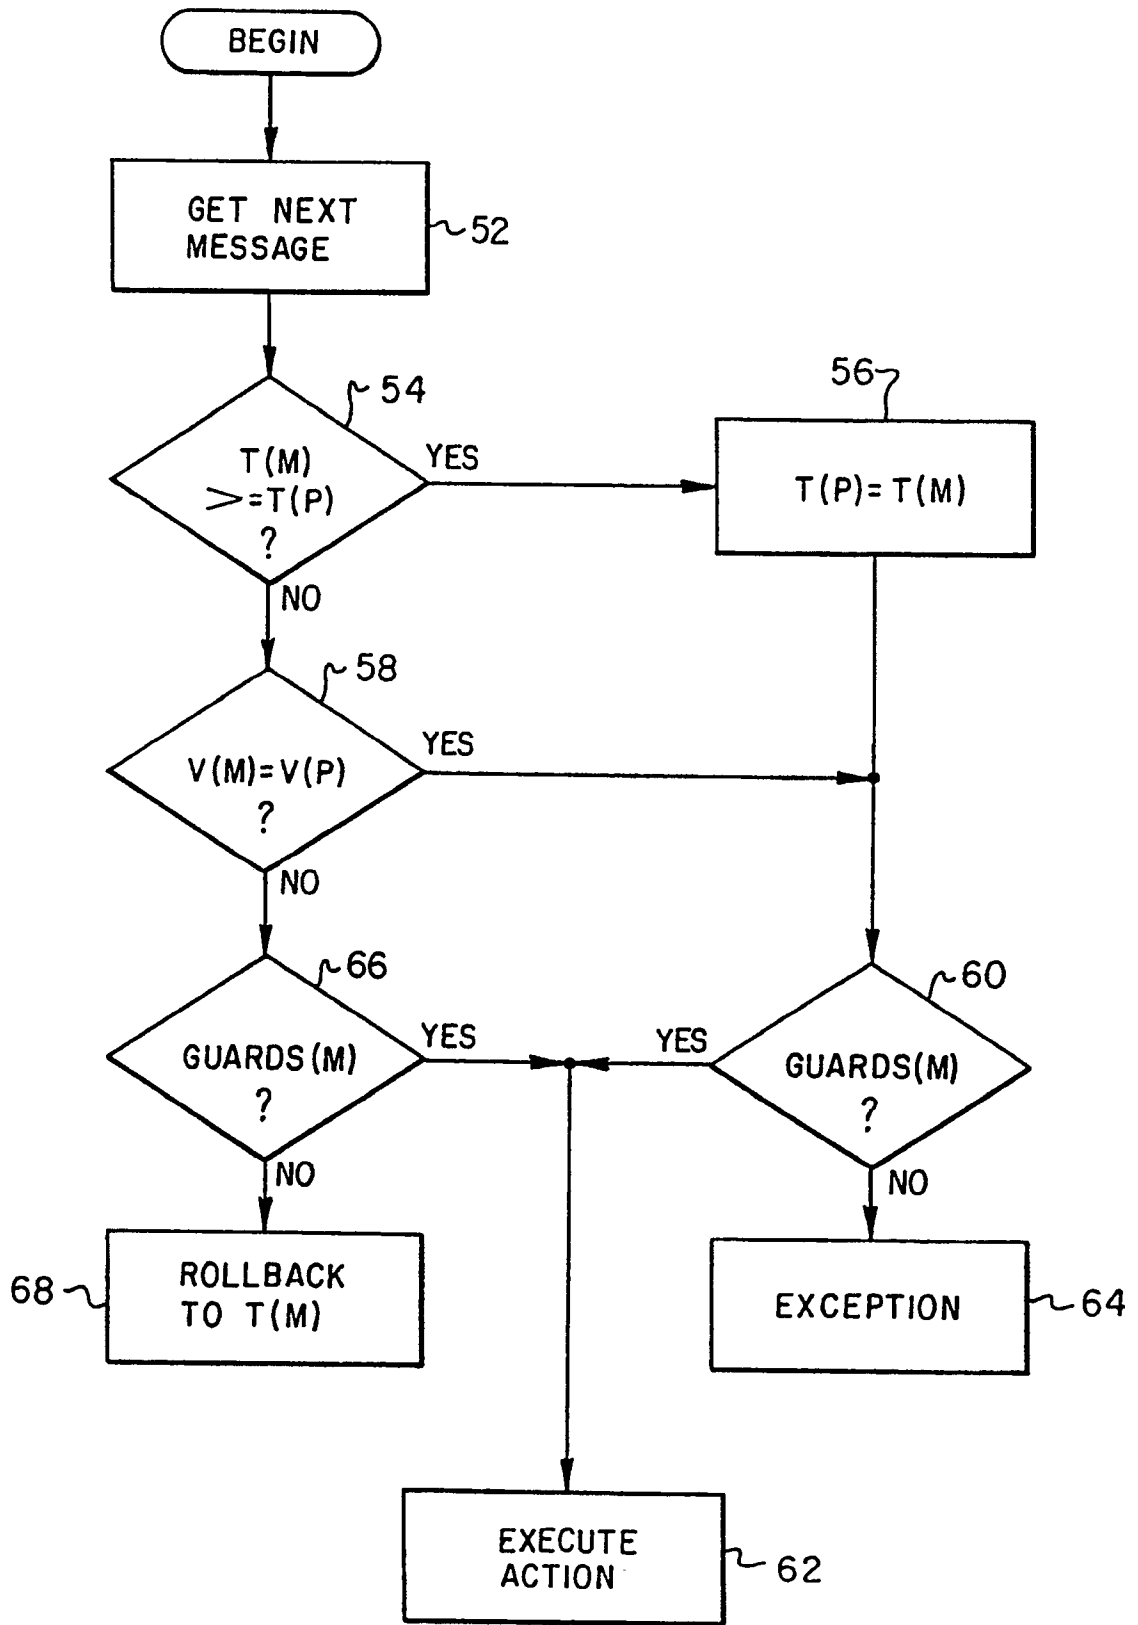 BEGIN
GET NEXT
MESSAGE
52
54
T(M)
>=T(P)
?
YES
NO
56
T(P)=T(M)
58
V(M)=V(P)
?
YES
NO
66
GUARDS(M)
?
YES
NO
60
GUARDS(M)
?
YES
NO
68
ROLLBACK
TO T(M)
EXCEPTION
64
EXECUTE
ACTION
62